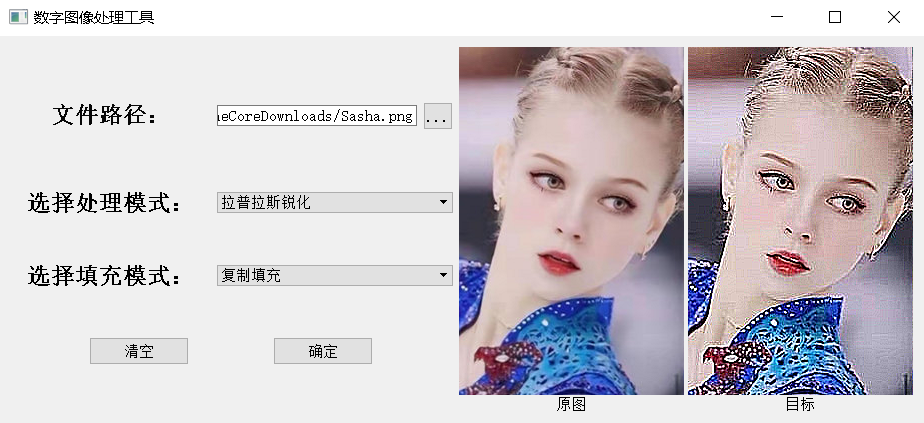 数字图像处理工具
文件路径：
eCoreDownloads/Sasha.png
...
选择处理模式：
拉普拉斯锐化
选择填充模式：
复制填充
清空
确定
原图
目标